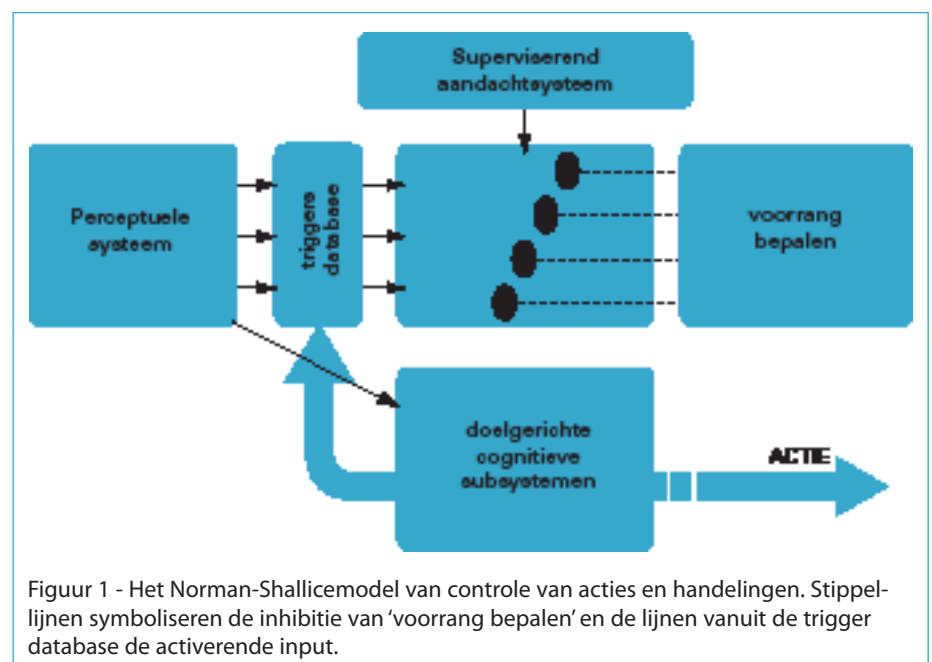 Superviserend
aandachtsysteem
Perceptuele
systeem
triggere
database
voorrang
bepalen
doelgerichte
cognitieve
subsystemen
ACTIE
Figuur 1 - Het Norman-Shallicemodel van controle van acties en handelingen. Stippel-
lijnen symboliseren de inhibitie van ‘voorrang bepalen’ en de lijnen vanuit de trigger
database de activerende input.